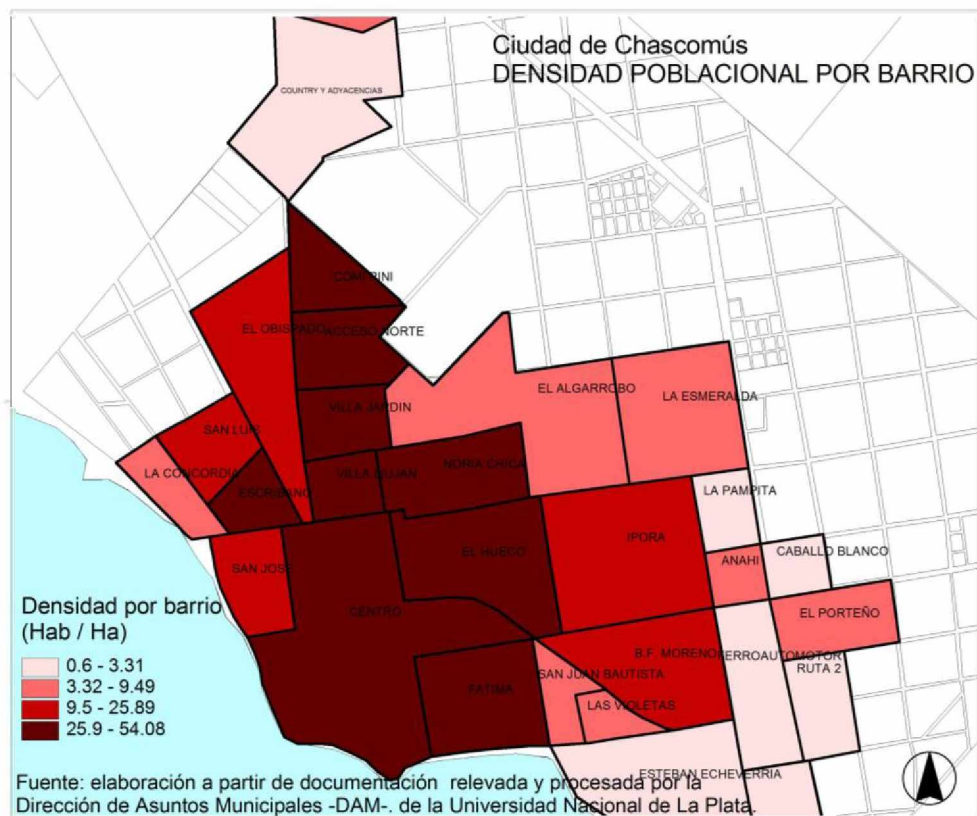 Ciudad de Chascomús
DENSIDAD POBLACIONAL POR BARRIO
COUNTRY Y ADYACENCIAS
COMPRINI
EL OBISPADO
ACCESO NORTE
EL ALGARROBO
LA ESMERALDA
VILLA JARDIN
SAN LUIS
LA CONCORDIA
VILLA LUJAN
NORIA CHICA
ESCRIBANO
LA PAMPITA
IPORA
EL HUECO
CABALLO BLANCO
ANAHI
SAN JOSE
CENTRO
EL PORTEÑO
B.F. MORENO
FERROAUTOMOTOR
RUTA 2
SAN JUAN BAUTISTA
FATIMA
LAS VIOLETAS
ESTEBAN ECHEVERRIA
Densidad por barrio
(Hab / Ha)
0.6 - 3.31
3.32 - 9.49
9.5 - 25.89
25.9 - 54.08
Fuente: elaboración a partir de documentación relevada y procesada por la
Dirección de Asuntos Municipales -DAM-. de la Universidad Nacional de La Plata.